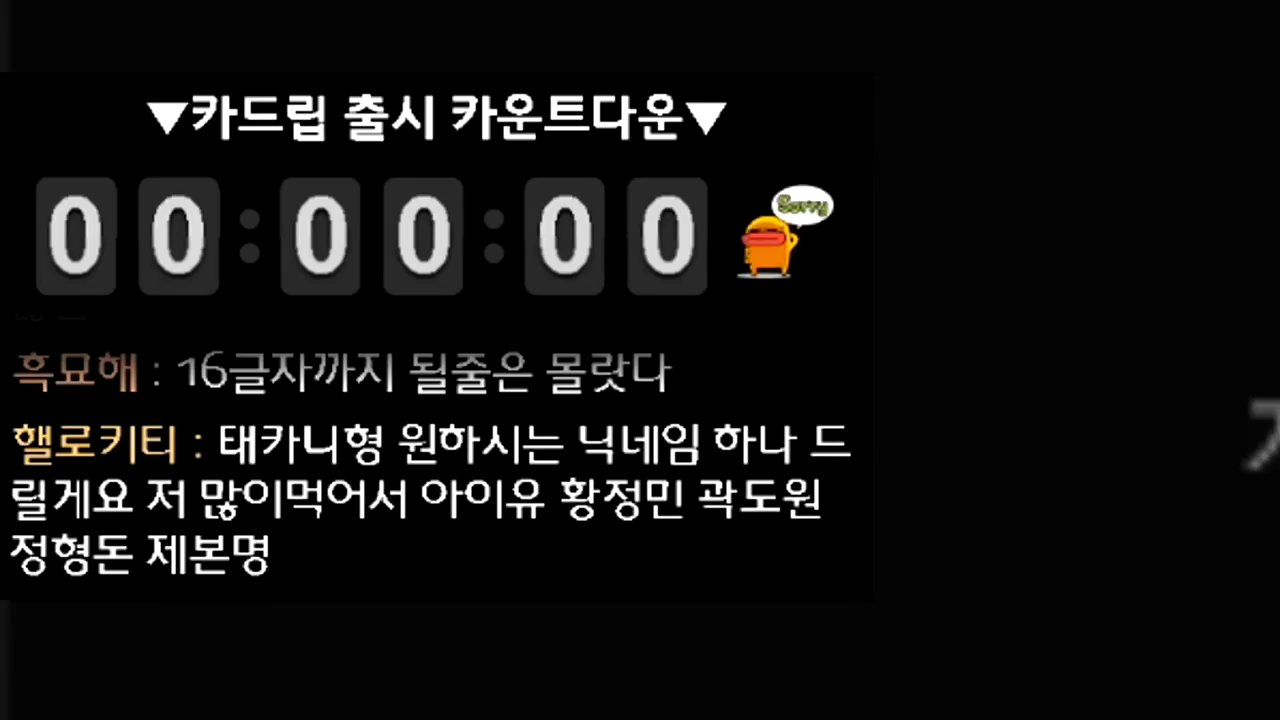 ▼카드립 출시 카운트다운▼
00:00:00
Sorry
흑묘해 : 16글자까지 될줄은 몰랏다
핼로키티 : 태카니형 원하시는 닉네임 하나 드
릴게요 저 많이먹어서 아이유 황정민 곽도원
정형돈 제본명